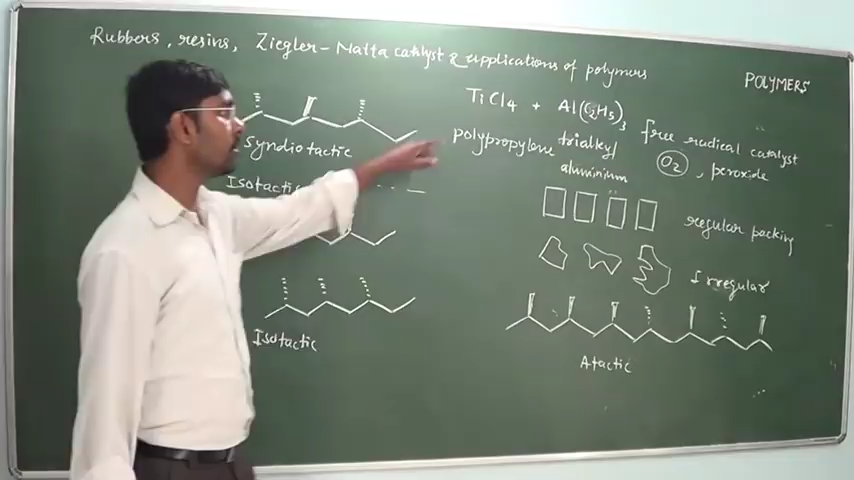 Rubbers, resins, Ziegler-Natta catalyst & applications of polymers
POLYMERS
TiCl4 + Al(C2H5)3
free radical catalyst
O2, peroxide
polypropylene
trialkyl
aluminium
Syndiotactic
Isotactic
regular packing
Irregular
Isotactic
Atactic